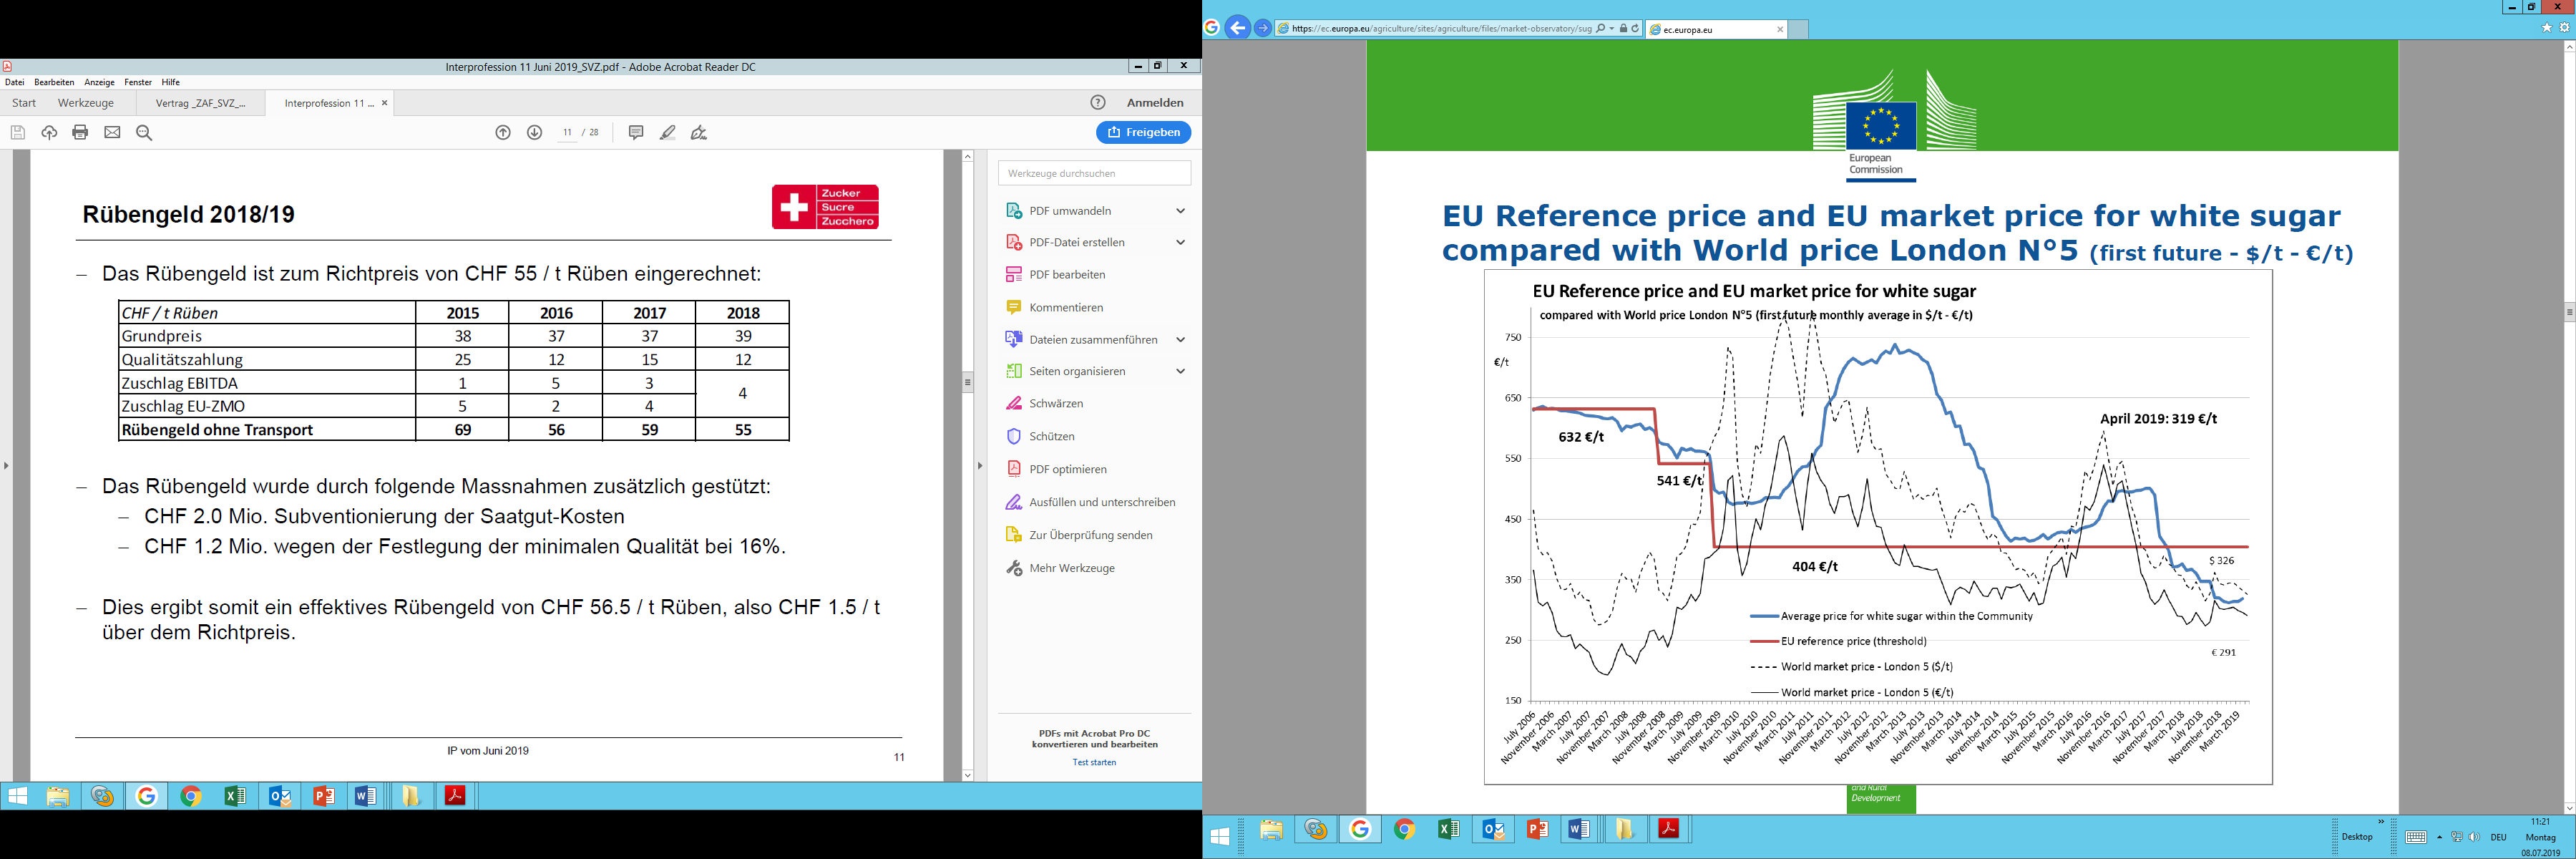 Interprofession 11 Juni 2019_SVZ.pdf - Adobe Acrobat Reader DC
Datei Bearbeiten Anzeige Fenster Hilfe
Start Werkzeuge Vertrag _ZAF_SVZ_... Interprofession 11 ... × Anmelden
11 / 28 Freigeben
Rübengeld 2018/19
Zucker
Sucre
Zucchero
– Das Rübengeld ist zum Richtpreis von CHF 55 / t Rüben eingerechnet:
CHF / t Rüben 2015 2016 2017 2018
Grundpreis 38 37 37 39
Qualitätszahlung 25 12 15 12
Zuschlag EBITDA 1 5 3 4
Zuschlag EU-ZMO 5 2 4
Rübengeld ohne Transport 69 56 59 55
– Das Rübengeld wurde durch folgende Massnahmen zusätzlich gestützt:
– CHF 2.0 Mio. Subventionierung der Saatgut-Kosten
– CHF 1.2 Mio. wegen der Festlegung der minimalen Qualität bei 16%.
– Dies ergibt somit ein effektives Rübengeld von CHF 56.5 / t Rüben, also CHF 1.5 / t
über dem Richtpreis.
IP vom Juni 2019
11
Werkzeuge durchsuchen
PDF umwandeln
PDF-Datei erstellen
PDF bearbeiten
Kommentieren
Dateien zusammenführen
Seiten organisieren
Schwärzen
Schützen
PDF optimieren
Ausfüllen und unterschreiben
Zur Überprüfung senden
Mehr Werkzeuge
PDFs mit Acrobat Pro DC
konvertieren und bearbeiten
Test starten
https://ec.europa.eu/agriculture/sites/agriculture/files/market-observatory/sug
ec.europa.eu
European
Commission
EU Reference price and EU market price for white sugar
compared with World price London N°5 (first future - $/t - €/t)
EU Reference price and EU market price for white sugar
compared with World price London N°5 (first future monthly average in $/t - €/t)
€/t
750
650
550
450
350
250
150
632 €/t
541 €/t
404 €/t
April 2019: 319 €/t
$ 326
€ 291
Average price for white sugar within the Community
EU reference price (threshold)
World market price - London 5 ($/t)
World market price - London 5 (€/t)
July 2006
November 2006
March 2007
July 2007
November 2007
March 2008
July 2008
November 2008
March 2009
July 2009
November 2009
March 2010
July 2010
November 2010
March 2011
July 2011
November 2011
March 2012
July 2012
November 2012
March 2013
July 2013
November 2013
March 2014
July 2014
November 2014
March 2015
July 2015
November 2015
March 2016
July 2016
November 2016
March 2017
July 2017
November 2017
March 2018
July 2018
November 2018
March 2019
and Rural
Development
Desktop
DEU
11:21
Montag
08.07.2019